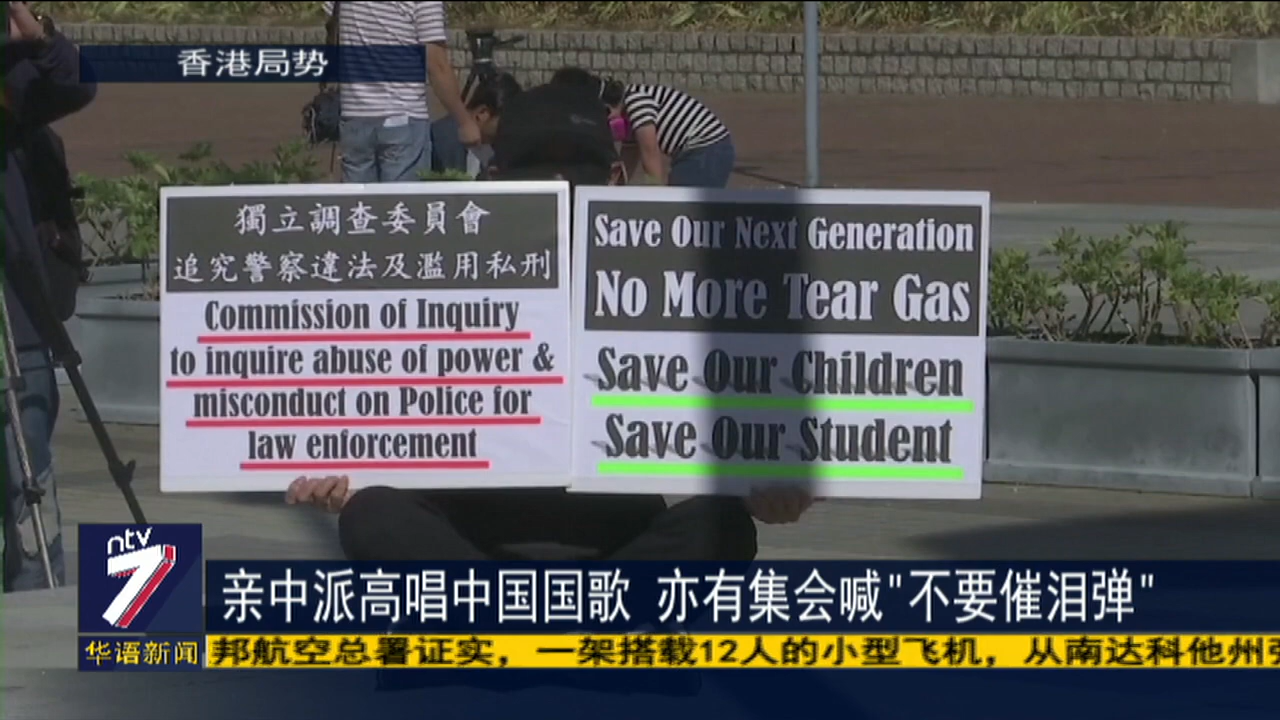 香港局势
獨立調查委員會
追究警察違法及濫用私刑
Commission of Inquiry
to inquire abuse of power &
misconduct on Police for
law enforcement
Save Our Next Generation
No More Tear Gas
Save Our Children
Save Our Student
ntv
7
亲中派高唱中国国歌 亦有集会喊"不要催泪弹"
华语新闻
邦航空总署证实，一架搭载12人的小型飞机，从南达科他州